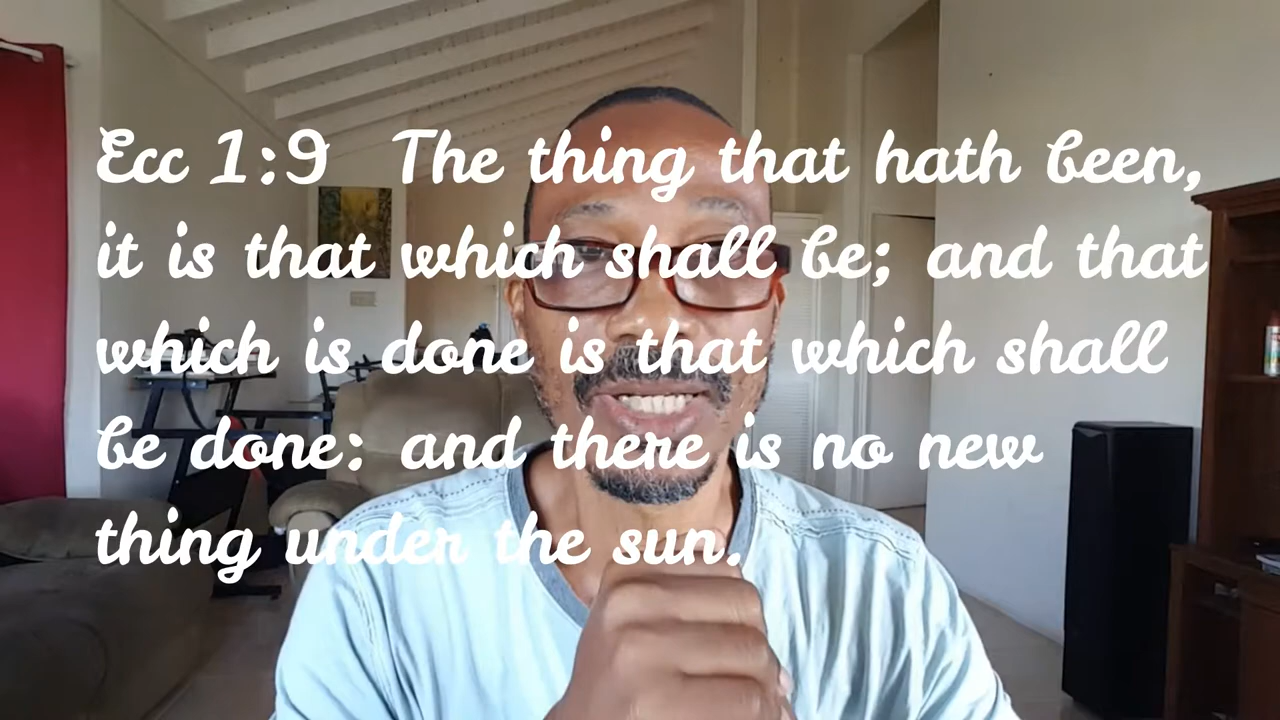 Ecc 1:9  The thing that hath been,
it is that which shall be; and that
which is done is that which shall
be done: and there is no new
thing under the sun.